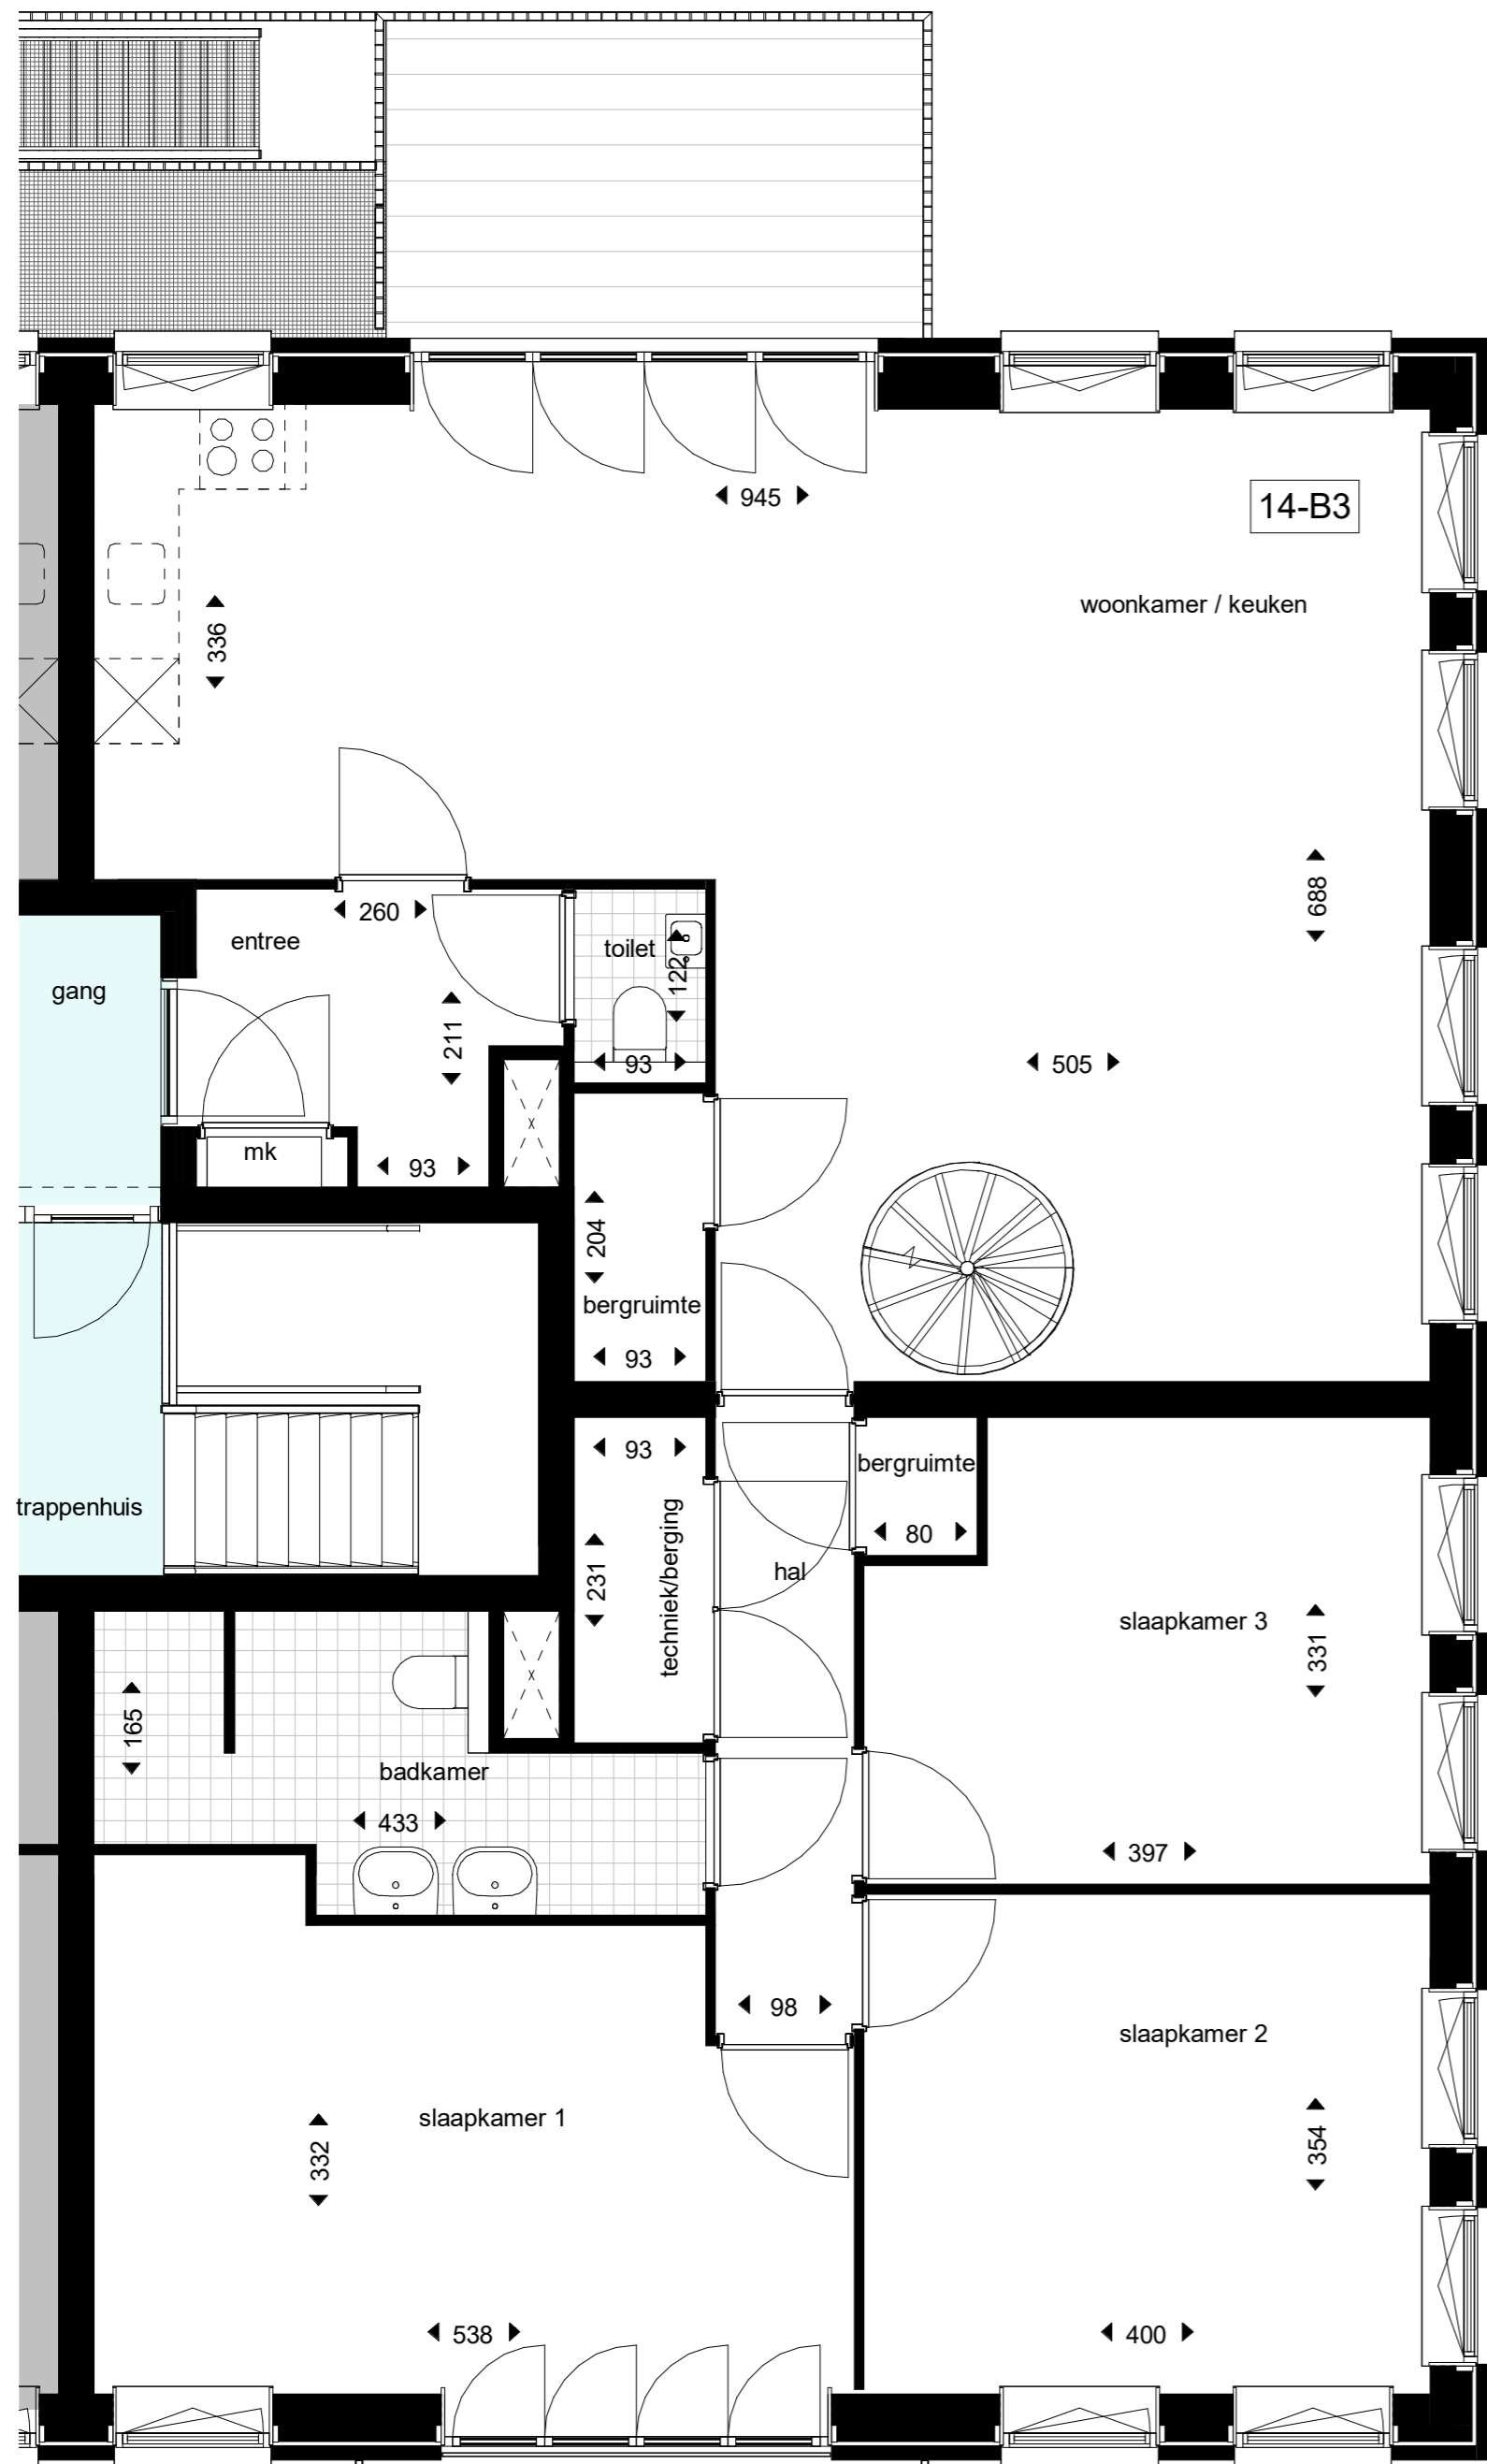 945
14-B3
woonkamer / keuken
336
688
260
entree
toilet
122
gang
211
93
505
mk
93
204
bergruimte
93
93
bergruimte
trappenhuis
80
techniek/berging
231
hal
slaapkamer 3
331
165
badkamer
433
397
98
slaapkamer 2
slaapkamer 1
332
354
538
400